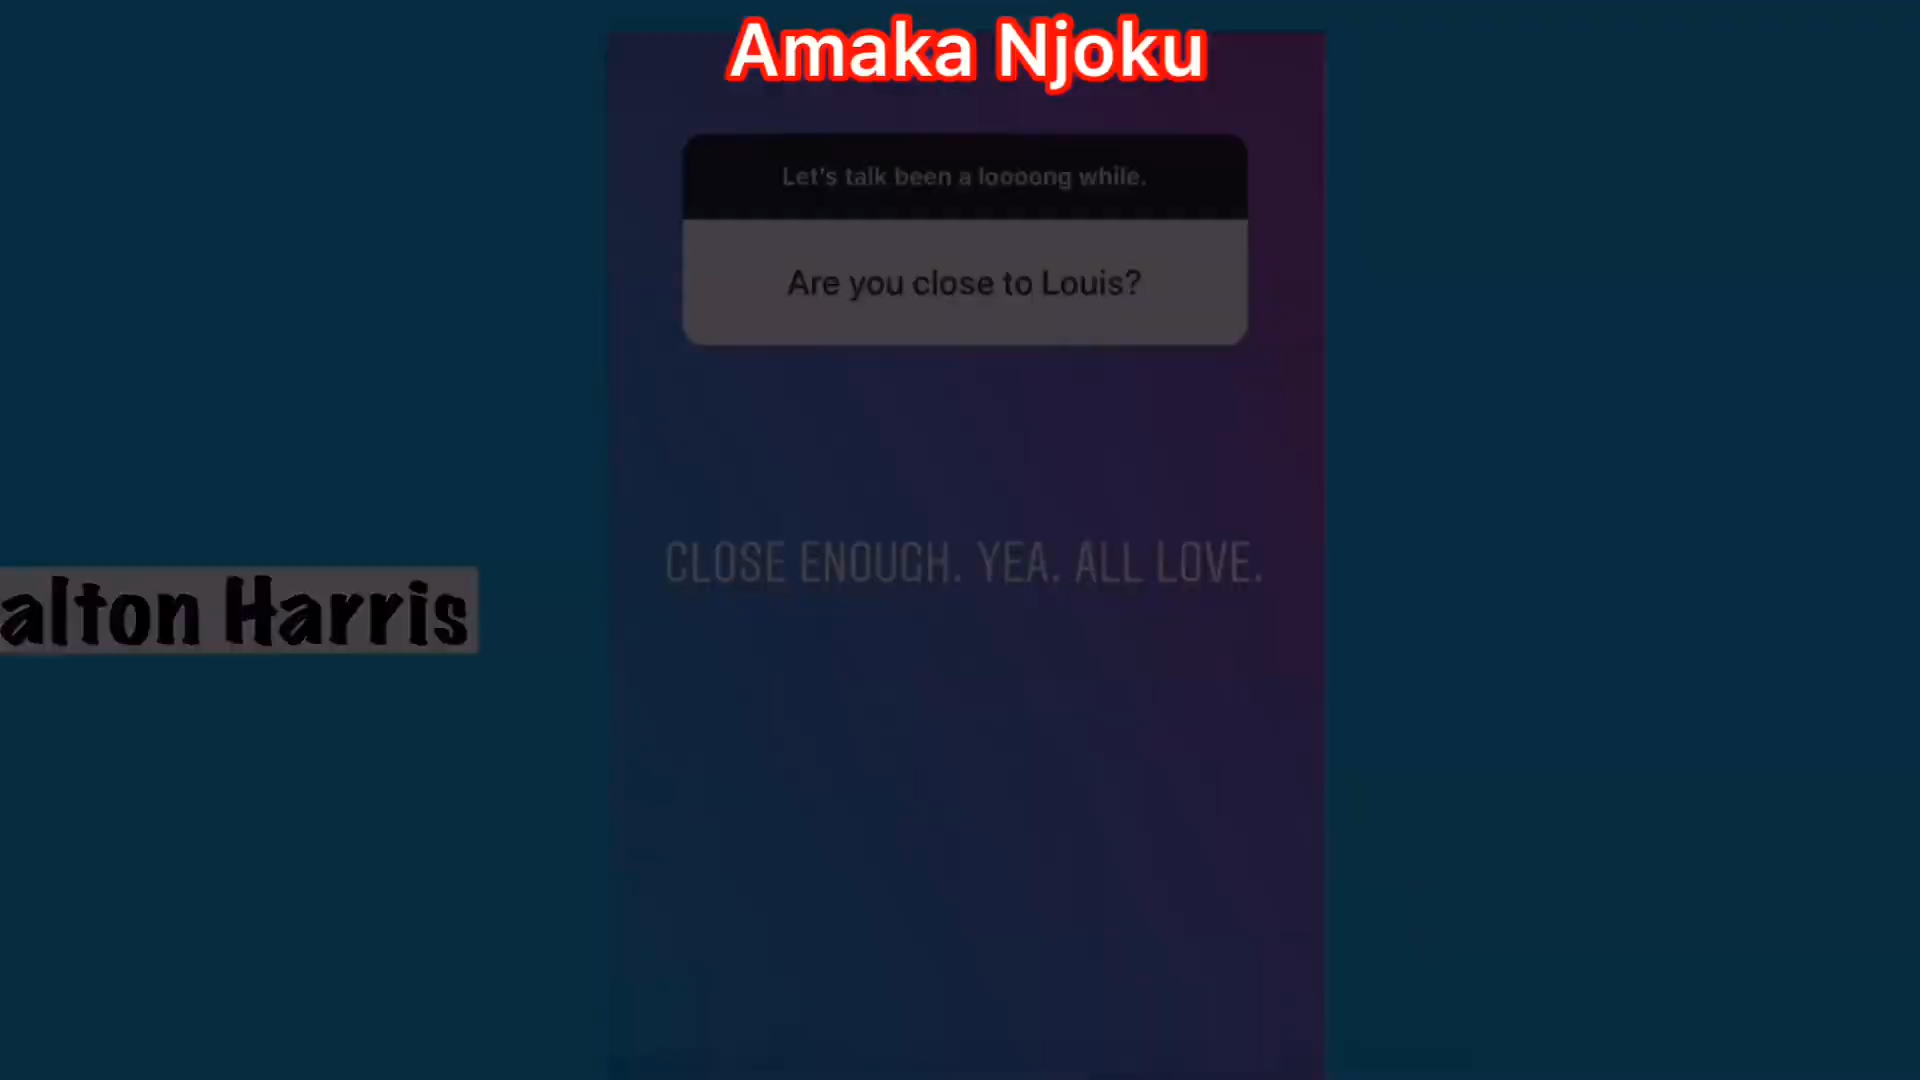 Amaka Njoku
Let's talk been a loooong while.
Are you close to Louis?
CLOSE ENOUGH. YEA. ALL LOVE.
alton Harris